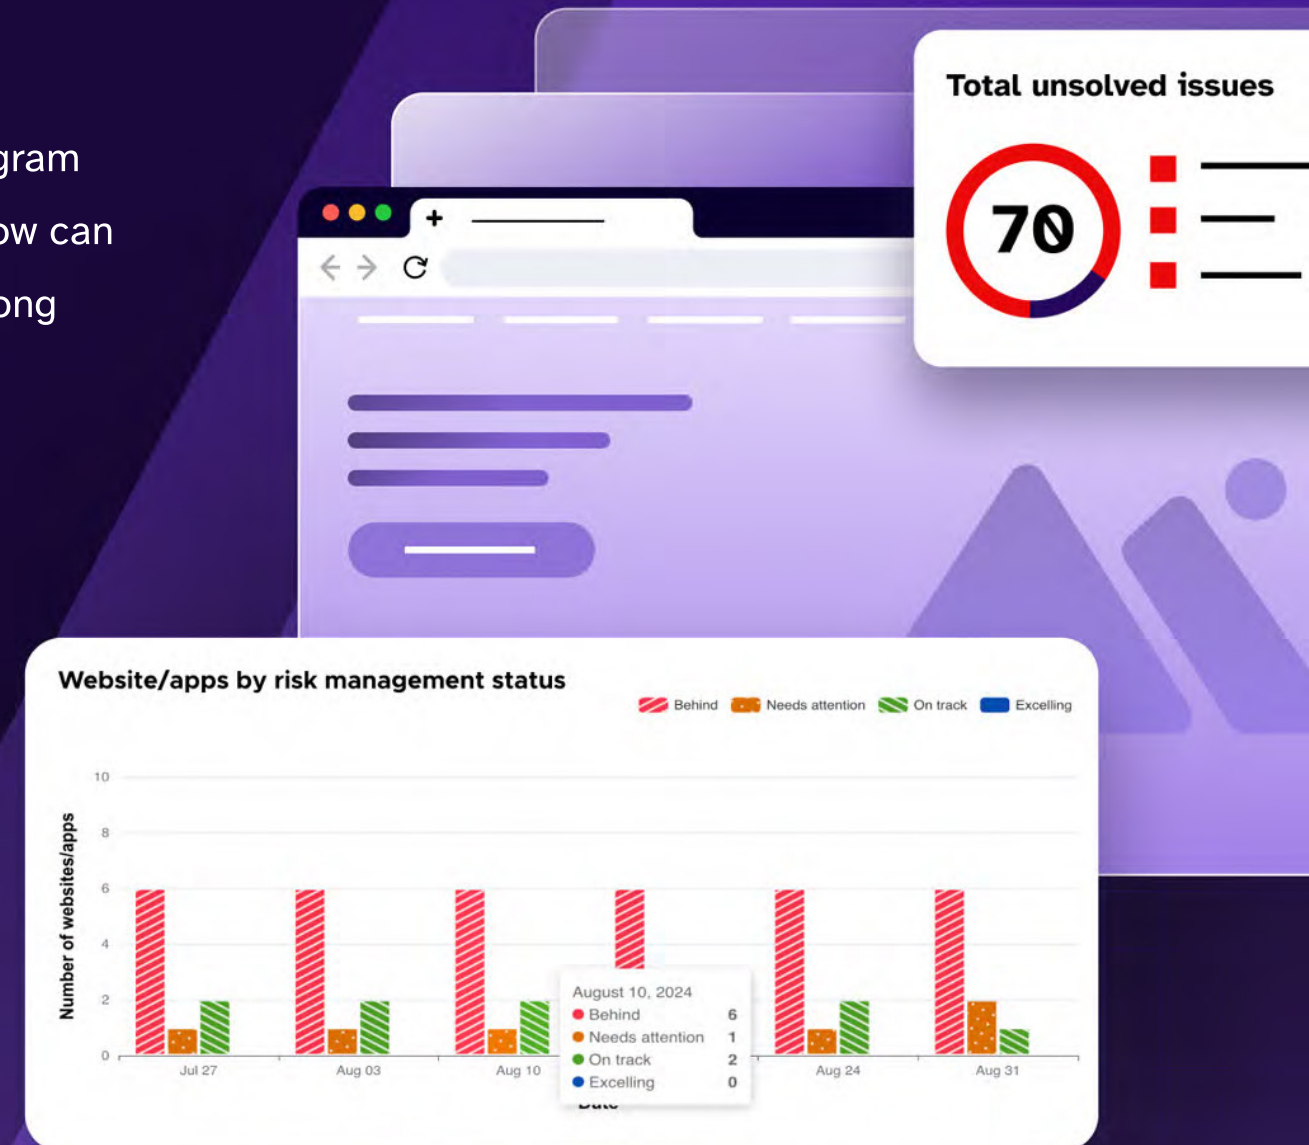 gram
ow can
ong
Total unsolved issues
70
Website/apps by risk management status
Behind Needs attention On track Excelling
Number of websites/apps
10
8
6
4
2
0
August 10, 2024
Behind 6
Needs attention 1
On track 2
Excelling 0
Jul 27 Aug 03 Aug 10 Aug 24 Aug 31